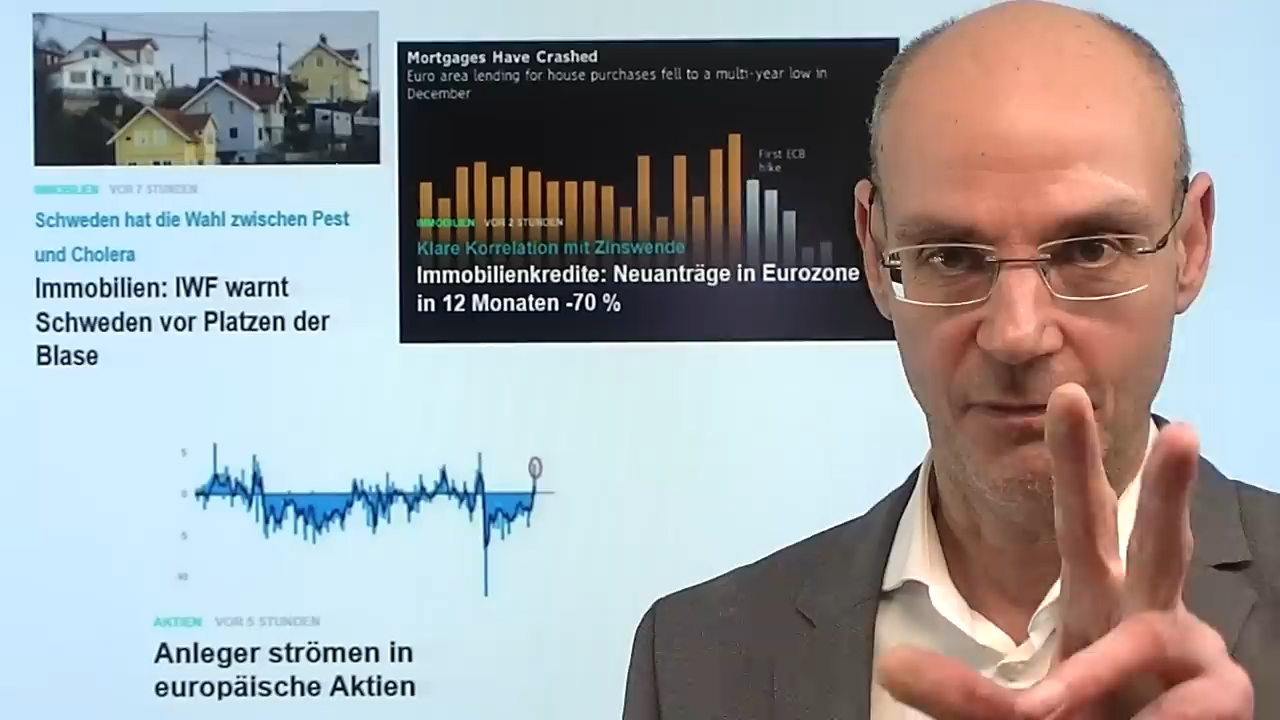 IMMOBILIEN VOR 7 STUNDEN
Schweden hat die Wahl zwischen Pest
und Cholera
Immobilien: IWF warnt
Schweden vor Platzen der
Blase
Mortgages Have Crashed
Euro area lending for house purchases fell to a multi-year low in
December
First ECB
hike
IMMOBILIEN VOR 2 STUNDEN
Klare Korrelation mit Zinswende
Immobilienkredite: Neuanträge in Eurozone
in 12 Monaten -70 %
5
0
5
AKTIEN VOR 5 STUNDEN
Anleger strömen in
europäische Aktien